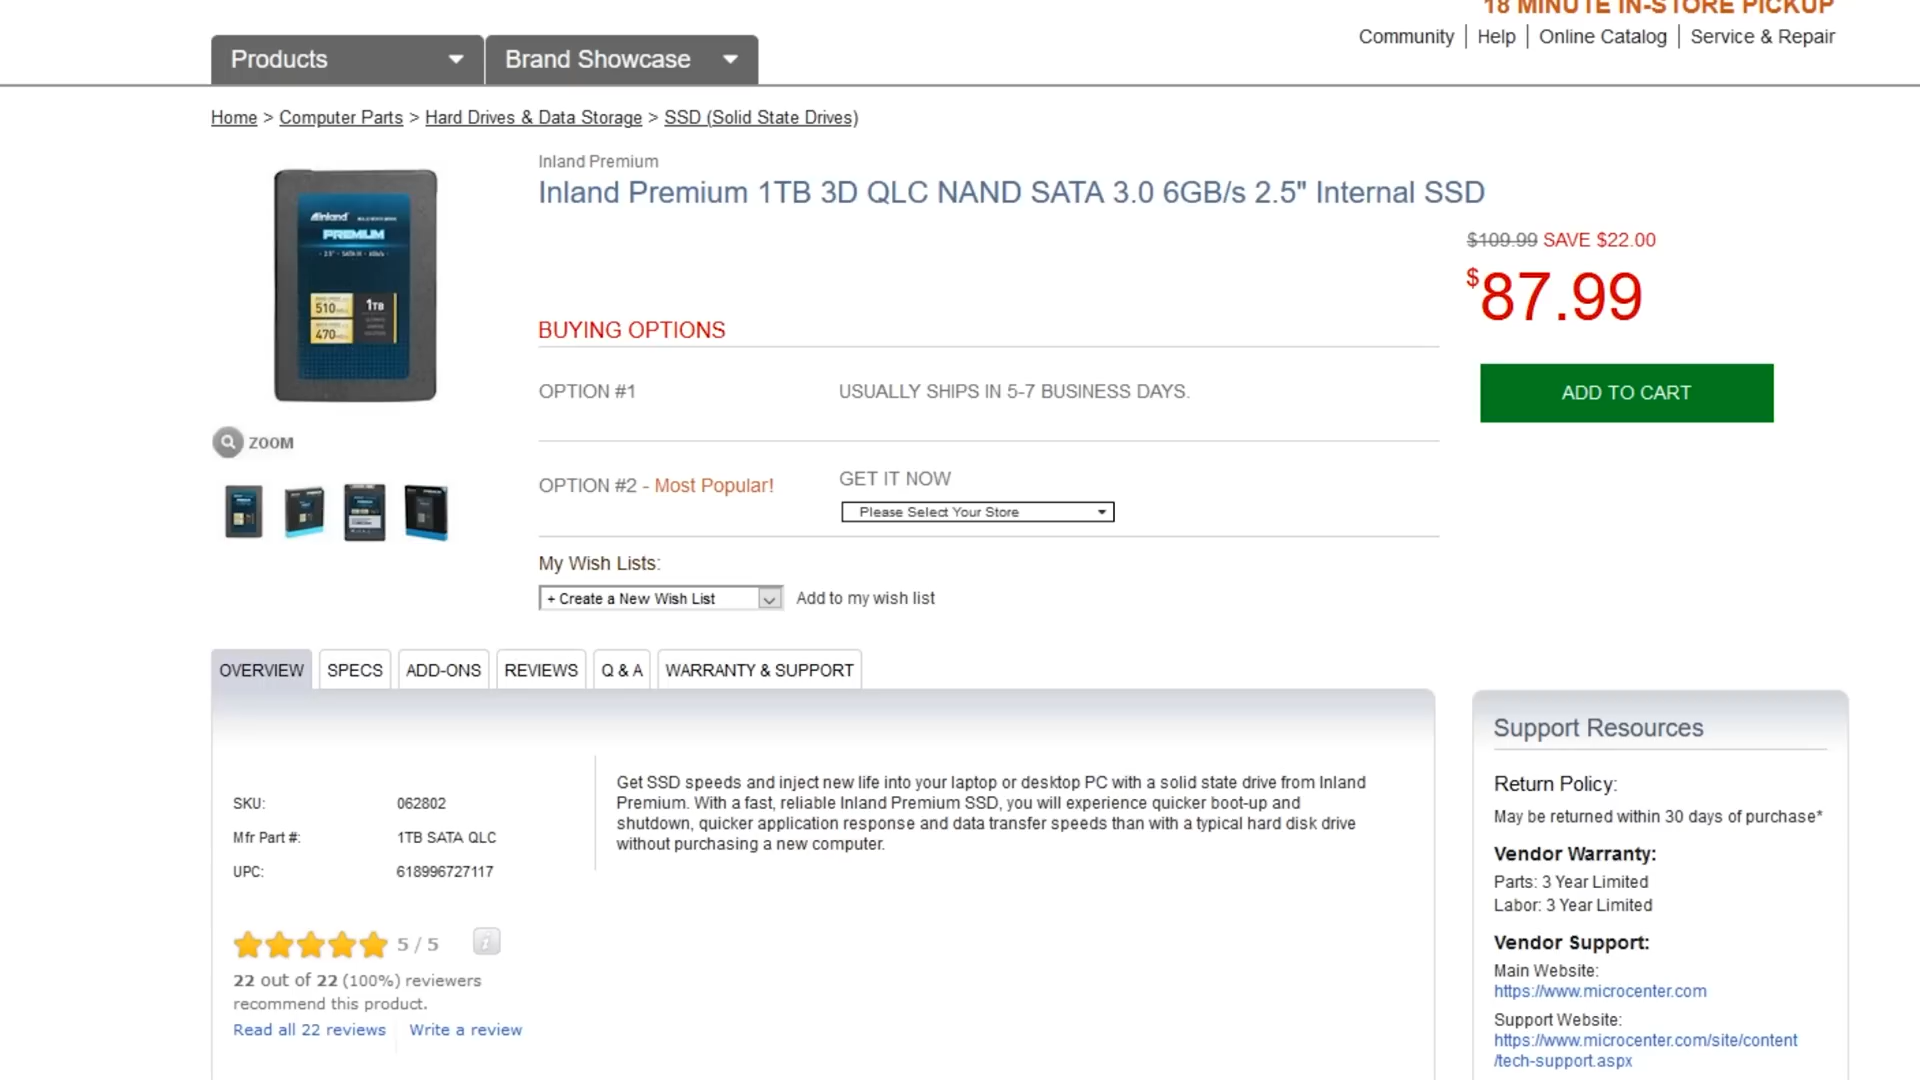 18 MINUTE IN-STORE PICKUP
Community | Help | Online Catalog | Service & Repair
Products
Brand Showcase
Home > Computer Parts > Hard Drives & Data Storage > SSD (Solid State Drives)
Inland Premium
Inland Premium 1TB 3D QLC NAND SATA 3.0 6GB/s 2.5" Internal SSD
$109.99 SAVE $22.00
$87.99
ADD TO CART
inland
PREMIUM
510
1TB
470
BUYING OPTIONS
OPTION #1
USUALLY SHIPS IN 5-7 BUSINESS DAYS.
OPTION #2 - Most Popular!
GET IT NOW
Please Select Your Store
ZOOM
My Wish Lists:
+ Create a New Wish List
Add to my wish list
OVERVIEW
SPECS
ADD-ONS
REVIEWS
Q & A
WARRANTY & SUPPORT
SKU: 062802
Mfr Part #: 1TB SATA QLC
UPC: 618996727117
Get SSD speeds and inject new life into your laptop or desktop PC with a solid state drive from Inland
Premium. With a fast, reliable Inland Premium SSD, you will experience quicker boot-up and
shutdown, quicker application response and data transfer speeds than with a typical hard disk drive
without purchasing a new computer.
5 / 5
i
22 out of 22 (100%) reviewers
recommend this product.
Read all 22 reviews
Write a review
Support Resources
Return Policy:
May be returned within 30 days of purchase*
Vendor Warranty:
Parts: 3 Year Limited
Labor: 3 Year Limited
Vendor Support:
Main Website:
https://www.microcenter.com
Support Website:
https://www.microcenter.com/site/content
/tech-support.aspx